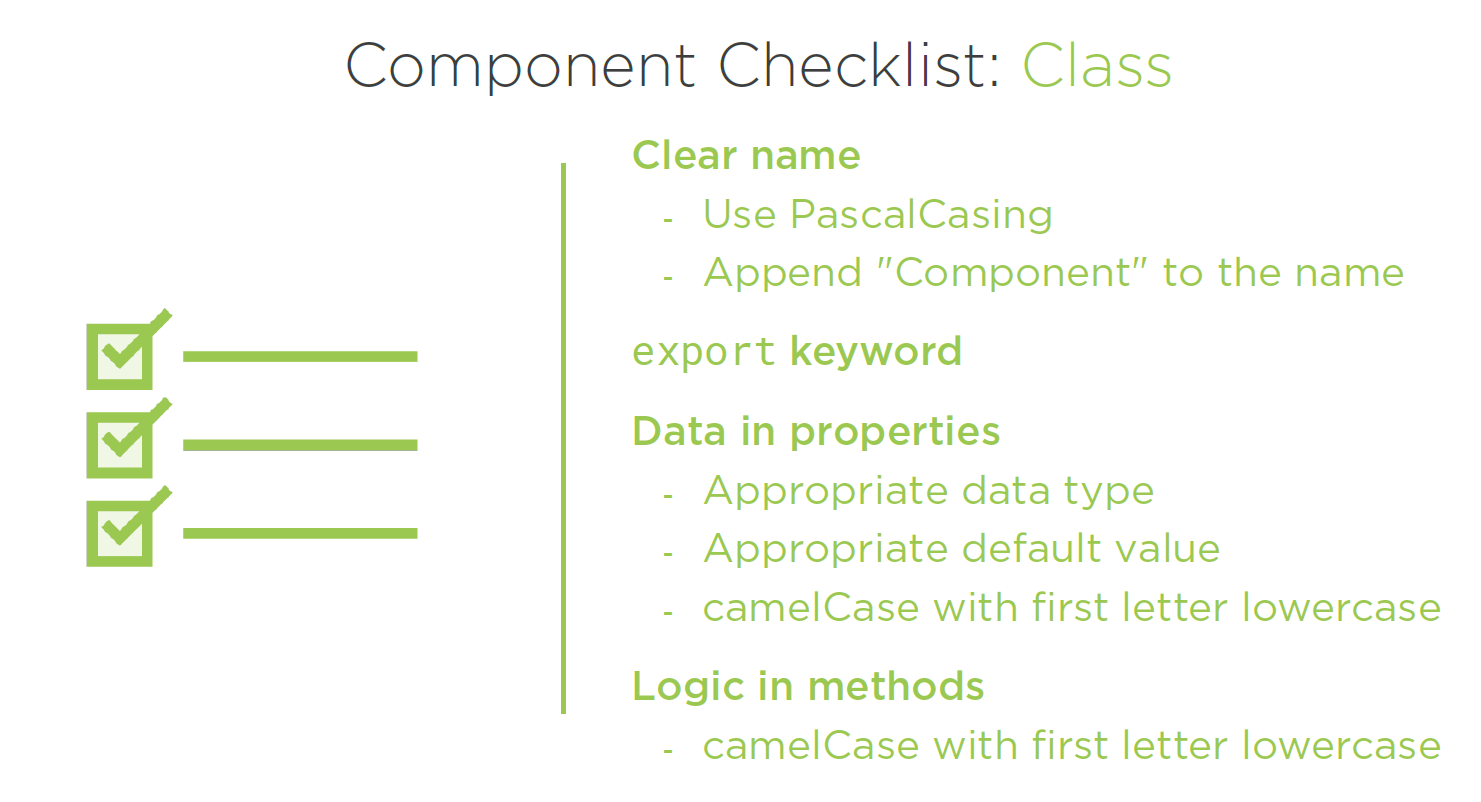 Component Checklist: Class
Clear name
- Use PascalCasing
- Append "Component" to the name
export keyword
Data in properties
- Appropriate data type
- Appropriate default value
- camelCase with first letter lowercase
Logic in methods
- camelCase with first letter lowercase